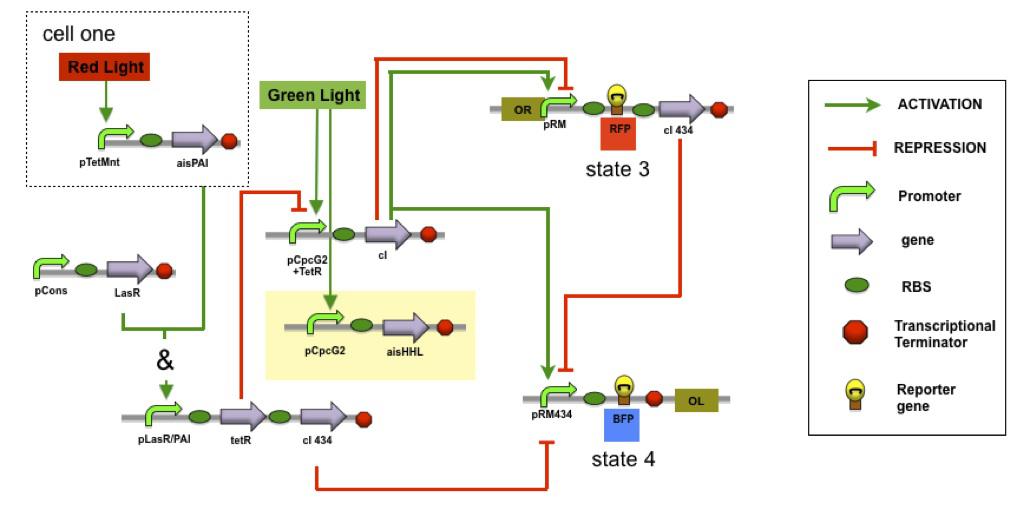 cell one
Red Light
pTetMnt
aisPAI
Green Light
OR
pRM
RFP
cI 434
state 3
pCpcG2
+TetR
cI
pCons
LasR
pCpcG2
aisHHL
&
pLasR/PAI
tetR
cI 434
pRM434
BFP
OL
state 4
ACTIVATION
REPRESSION
Promoter
gene
RBS
Transcriptional
Terminator
Reporter
gene